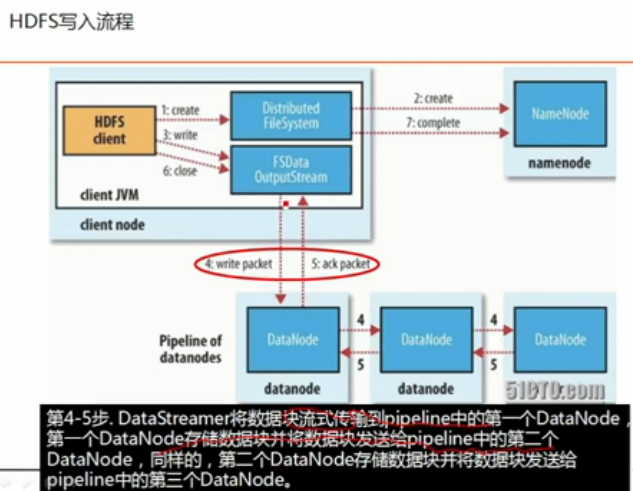 HDFS写入流程
HDFS
client
1: create
3: write
6: close
Distributed
FileSystem
FSData
OutputStream
2: create
7: complete
NameNode
namenode
client JVM
client node
4: write packet
5: ack packet
Pipeline of
datanodes
DataNode
datanode
4
5
DataNode
datanode
4
5
DataNode
51CTO.com
第4-5步. DataStreamer将数据块流式传输到pipeline中的第一个DataNode，
第一个DataNode存储数据块并将数据块发送给pipeline中的第二个
DataNode，同样的，第二个DataNode存储数据块并将数据块发送给
pipeline中的第三个DataNode。